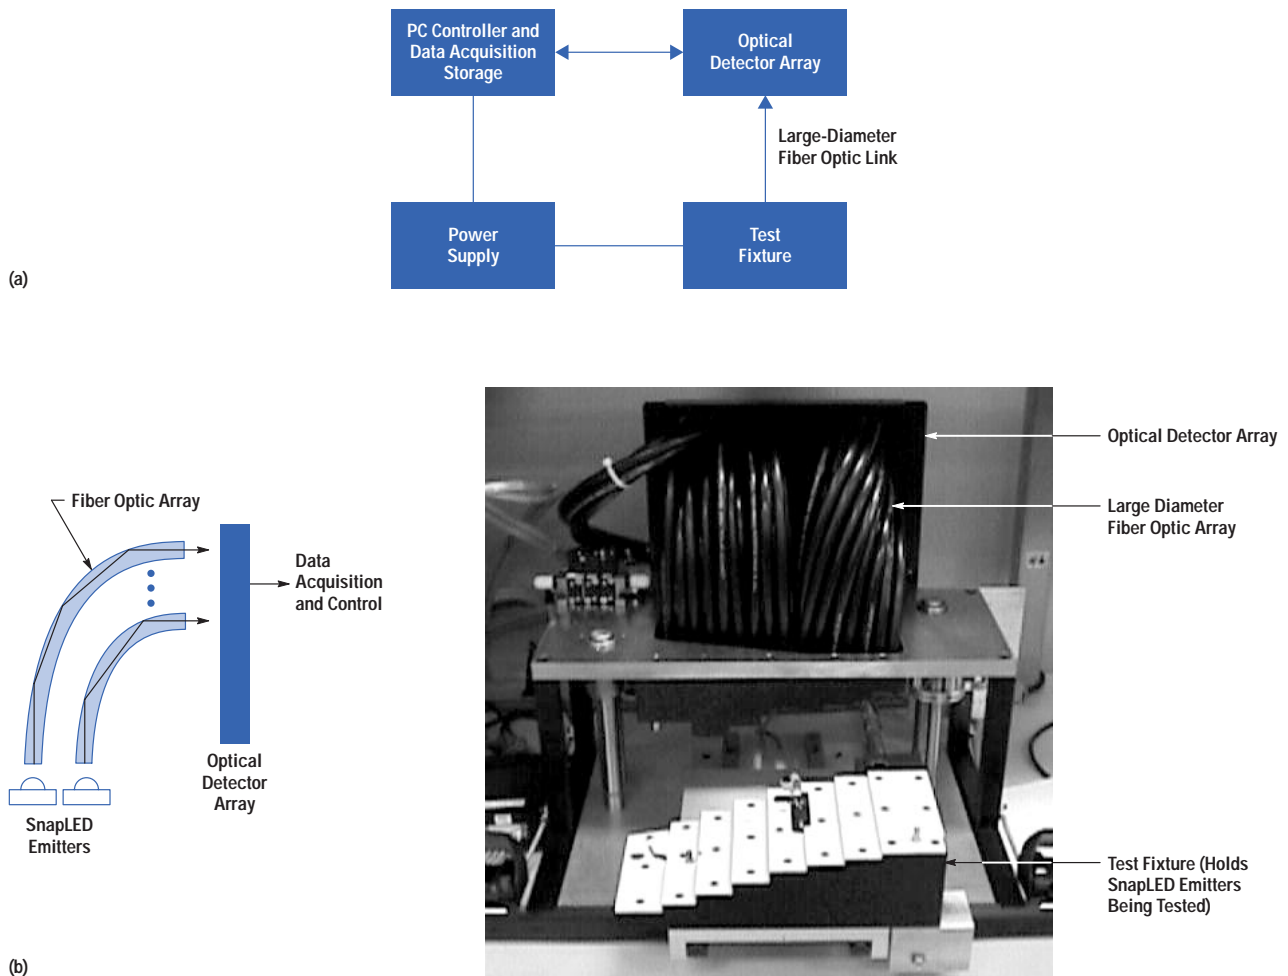 PC Controller and
Data Acquisition
Storage
Optical
Detector Array
Large-Diameter
Fiber Optic Link
Power
Supply
Test
Fixture
(a)
Optical Detector Array
Fiber Optic Array
Large Diameter
Fiber Optic Array
Data
Acquisition
and Control
Optical
Detector
Array
SnapLED
Emitters
Test Fixture (Holds
SnapLED Emitters
Being Tested)
(b)